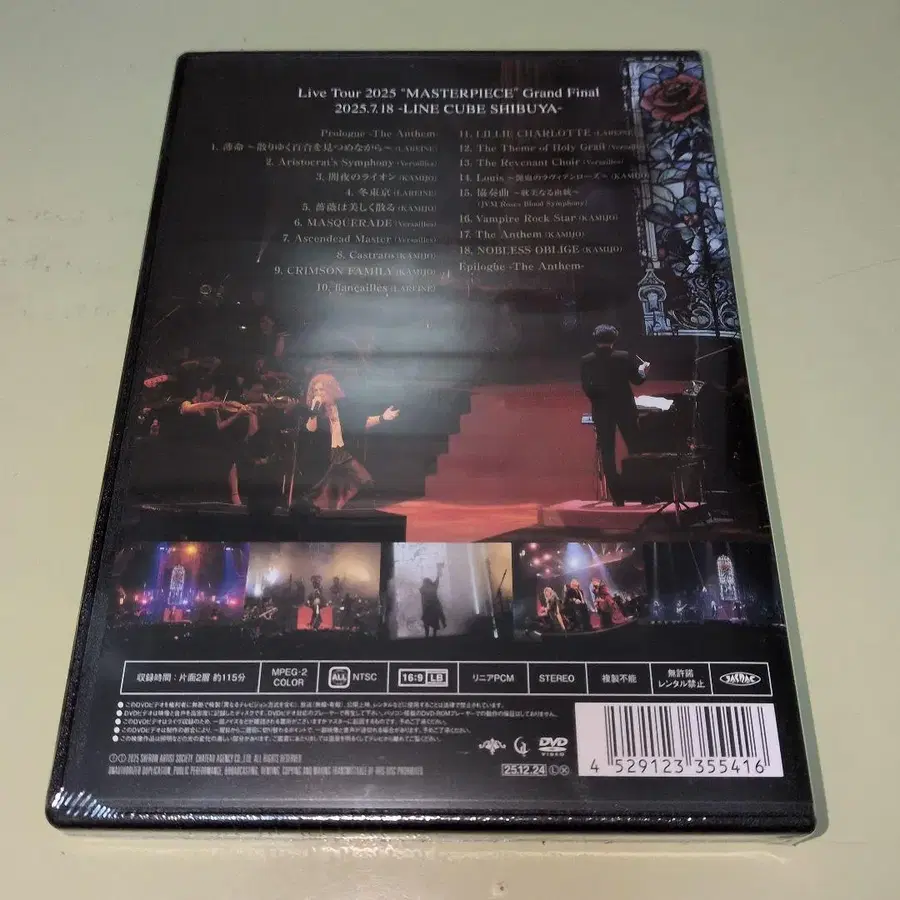 Live Tour 2025 "MASTERPIECE" Grand Final
2025.7.18 -LINE CUBE SHIBUYA-
Prologue -The Anthem-
1. 薄命 ~散りゆく百合を見つめながら~ (LAREINE)
2. Aristocrat's Symphony (Versailles)
3. 闇夜のライオン (KAMIJO)
4. 冬東京 (LAREINE)
5. 薔薇は美しく散る (KAMIJO)
6. MASQUERADE (Versailles)
7. Ascendead Master (Versailles)
8. Castrato (KAMIJO)
9. CRIMSON FAMILY (KAMIJO)
10. fiançailles (LAREINE)
11. LILLIE CHARLOTTE (LAREINE)
12. The Theme of Holy Grail (Versailles)
13. The Revenant Choir (Versailles)
14. Louis ~艶血のラヴィアンローズ~ (KAMIJO)
15. 協奏曲 ~耽美なる血統~
(JVM Roses Blood Symphony)
16. Vampire Rock Star (KAMIJO)
17. The Anthem (KAMIJO)
18. NOBLESS OBLIGE (KAMIJO)
Epilogue -The Anthem-
収録時間:片面2層 約115分
MPEG-2
COLOR
ALL NTSC
16:9 LB
リニアPCM
STEREO
複製不能
無許諾
レンタル禁止
DVD
VIDEO
25.12.24
4 529123 355416